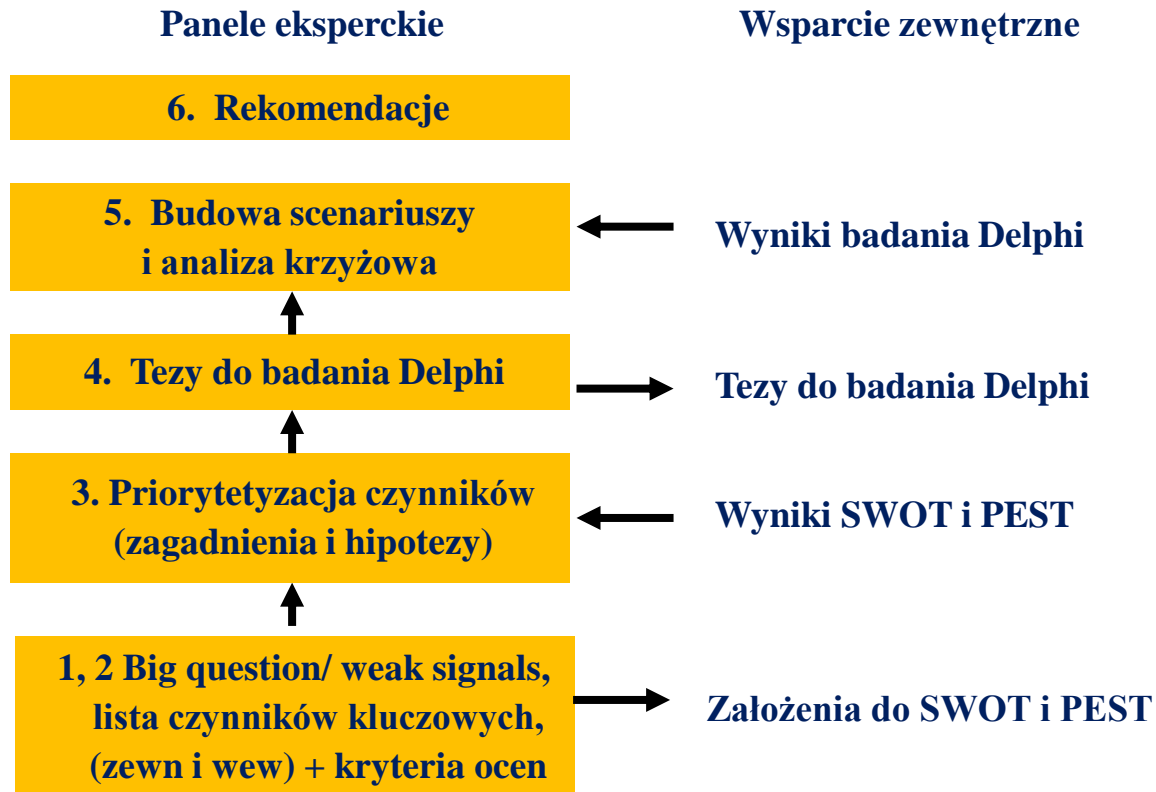 Panele eksperckie
Wsparcie zewnętrzne
6. Rekomendacje
5. Budowa scenariuszy
i analiza krzyżowa
Wyniki badania Delphi
4. Tezy do badania Delphi
Tezy do badania Delphi
3. Priorytetyzacja czynników
(zagadnienia i hipotezy)
Wyniki SWOT i PEST
1, 2 Big question/ weak signals,
lista czynników kluczowych,
(zewn i wew) + kryteria ocen
Założenia do SWOT i PEST